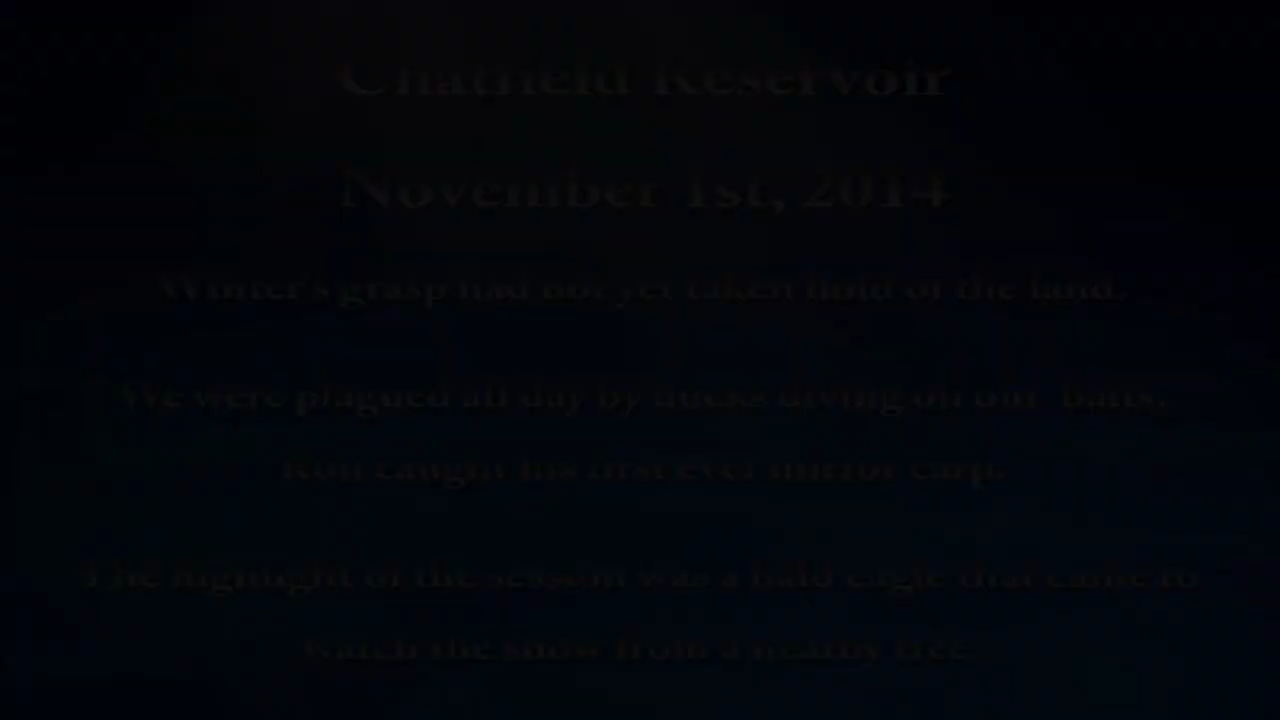 Chatfield Reservoir
November 1st, 2014
Winter's grasp had not yet taken hold of the land.
We were plagued all day by ducks diving on our baits.
Ron caught his first ever mirror carp.
The highlight of the session was a bald eagle that came to
watch the show from a nearby tree.